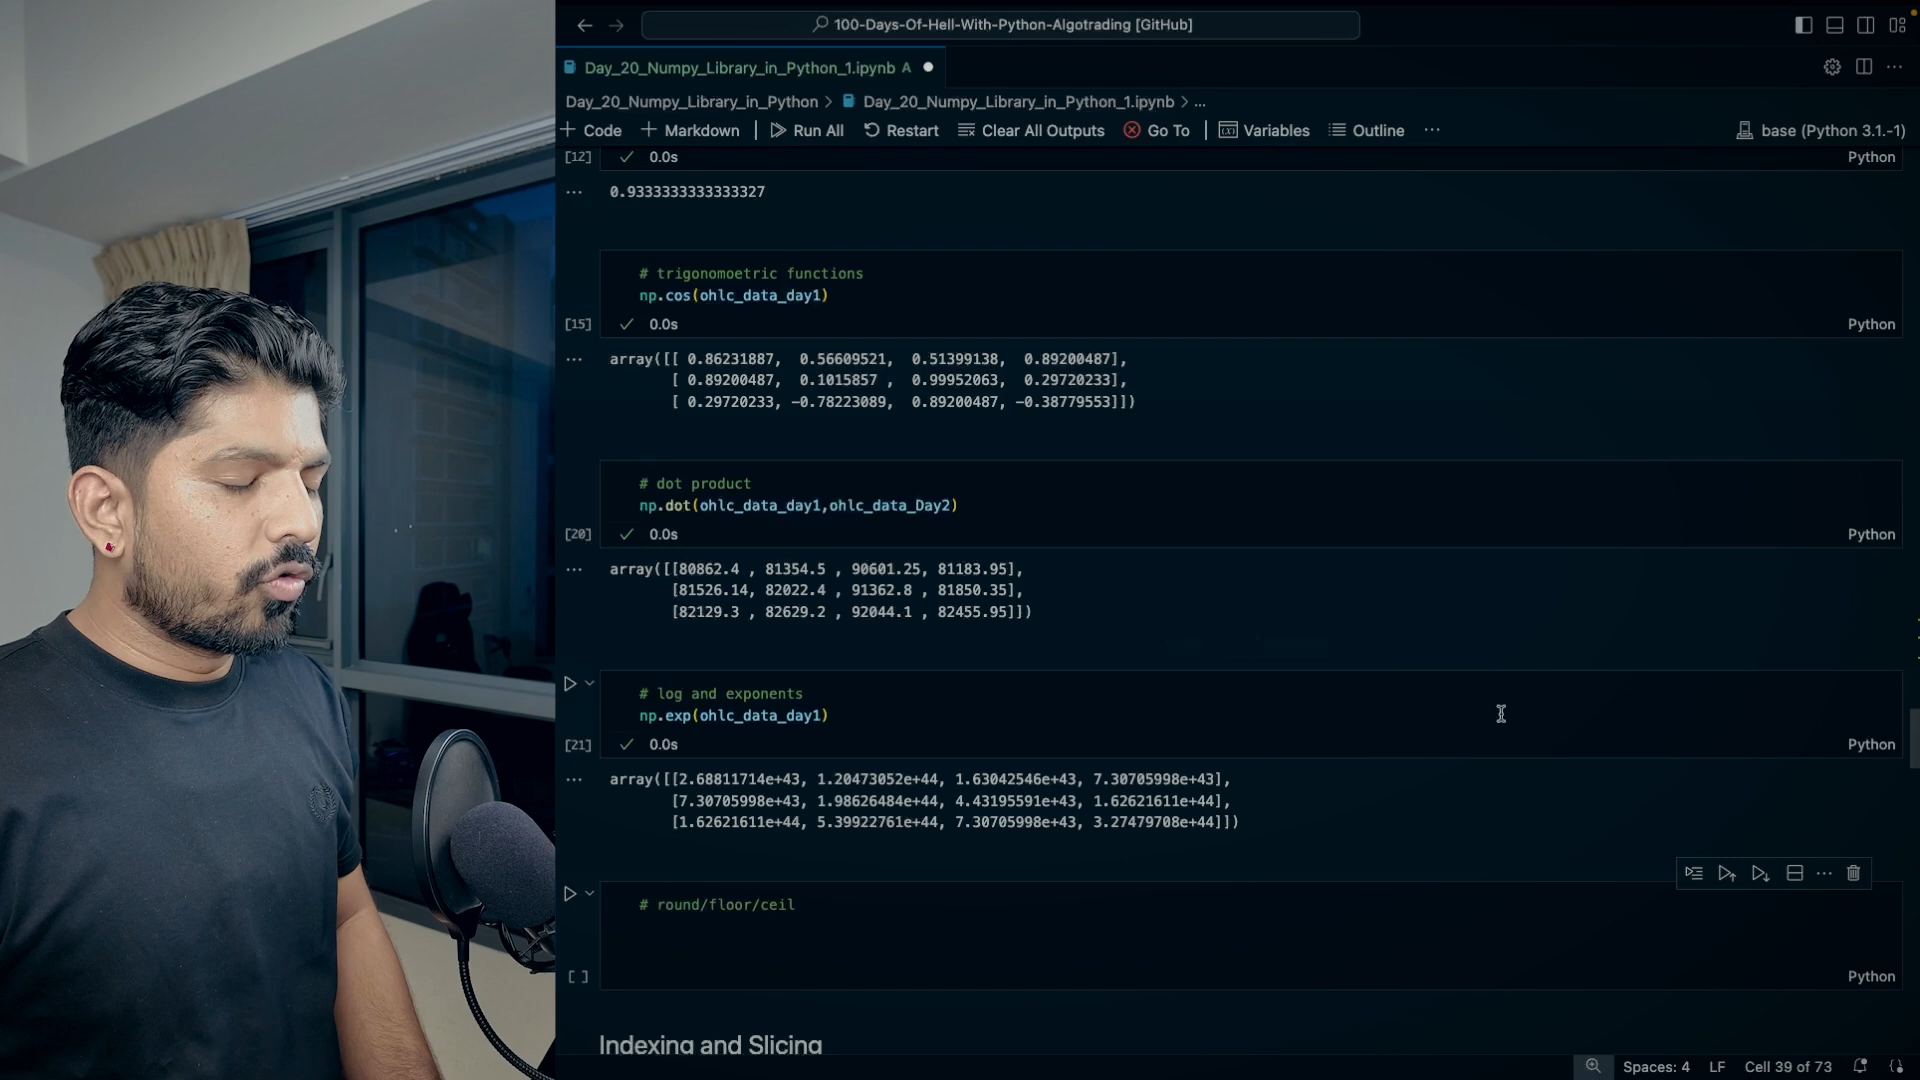 100-Days-Of-Hell-With-Python-Algotrading [GitHub]
Day_20_Numpy_Library_in_Python_1.ipynb A
Day_20_Numpy_Library_in_Python > Day_20_Numpy_Library_in_Python_1.ipynb > ...
+ Code + Markdown | Run All Restart Clear All Outputs Go To | Variables Outline ... base (Python 3.1.-1)
[12] ✓ 0.0s Python
... 0.9333333333333327
# trigonomoetric functions
np.cos(ohlc_data_day1)
[15] ✓ 0.0s Python
... array([[ 0.86231887, 0.56609521, 0.51399138, 0.89200487],
[ 0.89200487, 0.1015857 , 0.99952063, 0.29720233],
[ 0.29720233, -0.78223089, 0.89200487, -0.38779553]])
# dot product
np.dot(ohlc_data_day1,ohlc_data_Day2)
[20] ✓ 0.0s Python
... array([[80862.4 , 81354.5 , 90601.25, 81183.95],
[81526.14, 82022.4 , 91362.8 , 81850.35],
[82129.3 , 82629.2 , 92044.1 , 82455.95]])
# log and exponents
np.exp(ohlc_data_day1)
[21] ✓ 0.0s Python
... array([[2.68811714e+43, 1.20473052e+44, 1.63042546e+43, 7.30705998e+43],
[7.30705998e+43, 1.98626484e+44, 4.43195591e+43, 1.62621611e+44],
[1.62621611e+44, 5.39922761e+44, 7.30705998e+43, 3.27479708e+44]])
# round/floor/ceil
[ ] Python
Indexing and Slicing
Spaces: 4 LF Cell 39 of 73